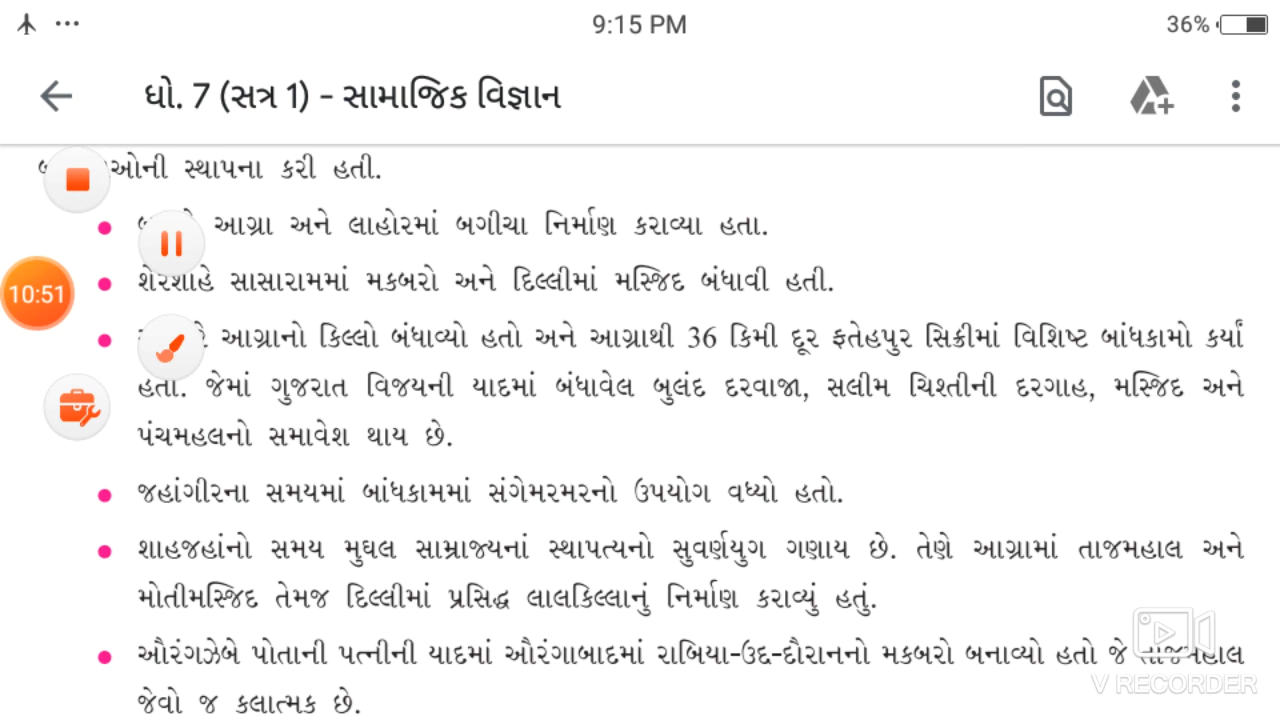 9:15 PM
36%
ધો. 7 (સત્ર 1) - સામાજિક વિજ્ઞાન
સ્થાપના કરી હતી.
આગ્રા અને લાહોરમાં બગીચા નિર્માણ કરાવ્યા હતા.
શેરશાહે સાસારામમાં મકબરો અને દિલ્લીમાં મસ્જિદ બંધાવી હતી.
10:51
આગ્રાનો કિલ્લો બંધાવ્યો હતો અને આગ્રાથી 36 કિમી દૂર ફતેહપુર સિક્રીમાં વિશિષ્ટ બાંધકામો કર્યાં
હતા. જેમાં ગુજરાત વિજયની યાદમાં બંધાવેલ બુલંદ દરવાજા, સલીમ ચિશ્તીની દરગાહ, મસ્જિદ અને
પંચમહલનો સમાવેશ થાય છે.
જહાંગીરના સમયમાં બાંધકામમાં સંગેમરમરનો ઉપયોગ વધ્યો હતો.
શાહજહાંનો સમય મુઘલ સામ્રાજ્યનાં સ્થાપત્યનો સુવર્ણયુગ ગણાય છે. તેણે આગ્રામાં તાજમહાલ અને
મોતીમસ્જિદ તેમજ દિલ્લીમાં પ્રસિદ્ધ લાલકિલ્લાનું નિર્માણ કરાવ્યું હતું.
ઔરંગઝેબે પોતાની પત્નીની યાદમાં ઔરંગાબાદમાં રાબિયા-ઉદ્દ-દૌરાનનો મકબરો બનાવ્યો હતો જે તાજમહાલ
જેવો જ કલાત્મક છે.
V RECORDER